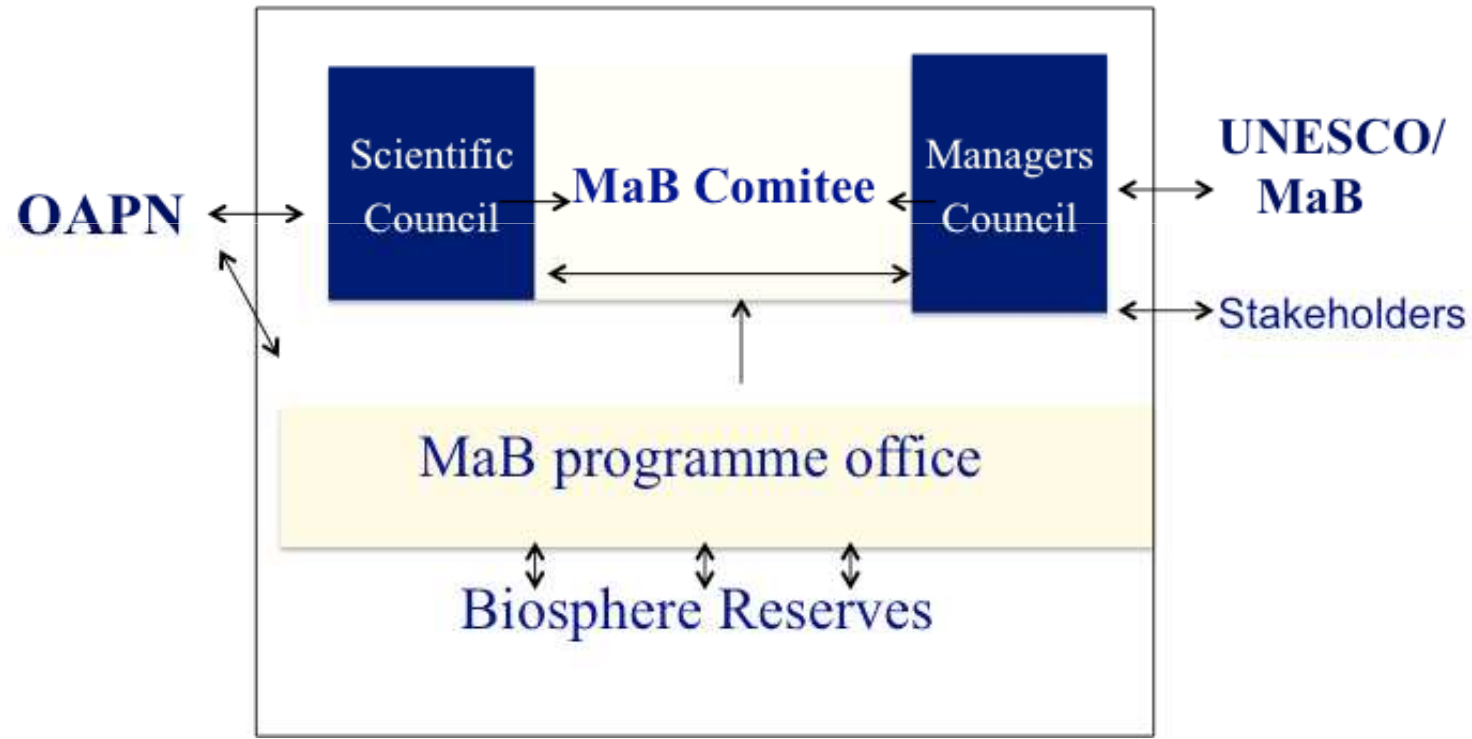 Scientific
Council
MaB Comitee
Managers
Council
UNESCO/
MaB
OAPN
Stakeholders
MaB programme office
Biosphere Reserves